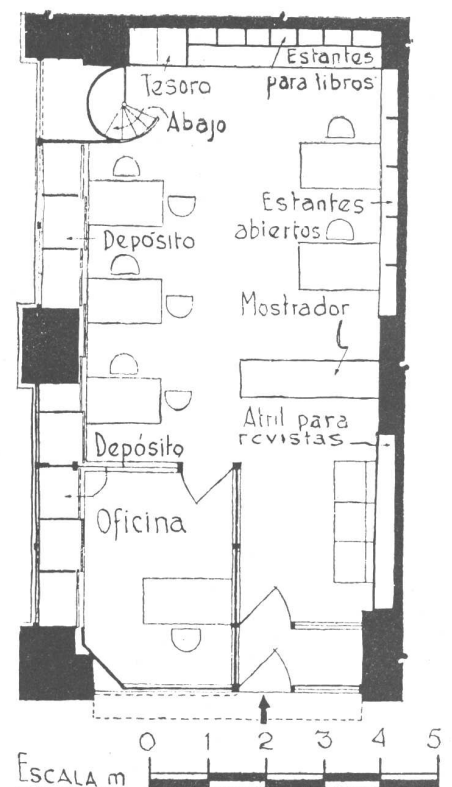 Estantes
para libros
Tesoro
Abajo
Estantes
abiertos
Depósito
Mostrador
Atril para
revistas
Depósito
Oficina
0 1 2 3 4 5
ESCALA m